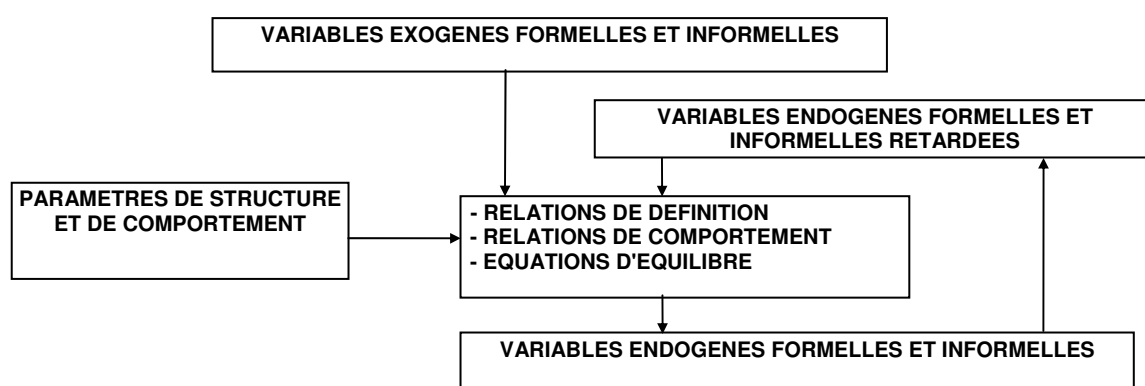 VARIABLES EXOGENES FORMELLES ET INFORMELLES
VARIABLES ENDOGENES FORMELLES ET
INFORMELLES RETARDEES
PARAMETRES DE STRUCTURE
ET DE COMPORTEMENT
- RELATIONS DE DEFINITION
- RELATIONS DE COMPORTEMENT
- EQUATIONS D'EQUILIBRE
VARIABLES ENDOGENES FORMELLES ET INFORMELLES